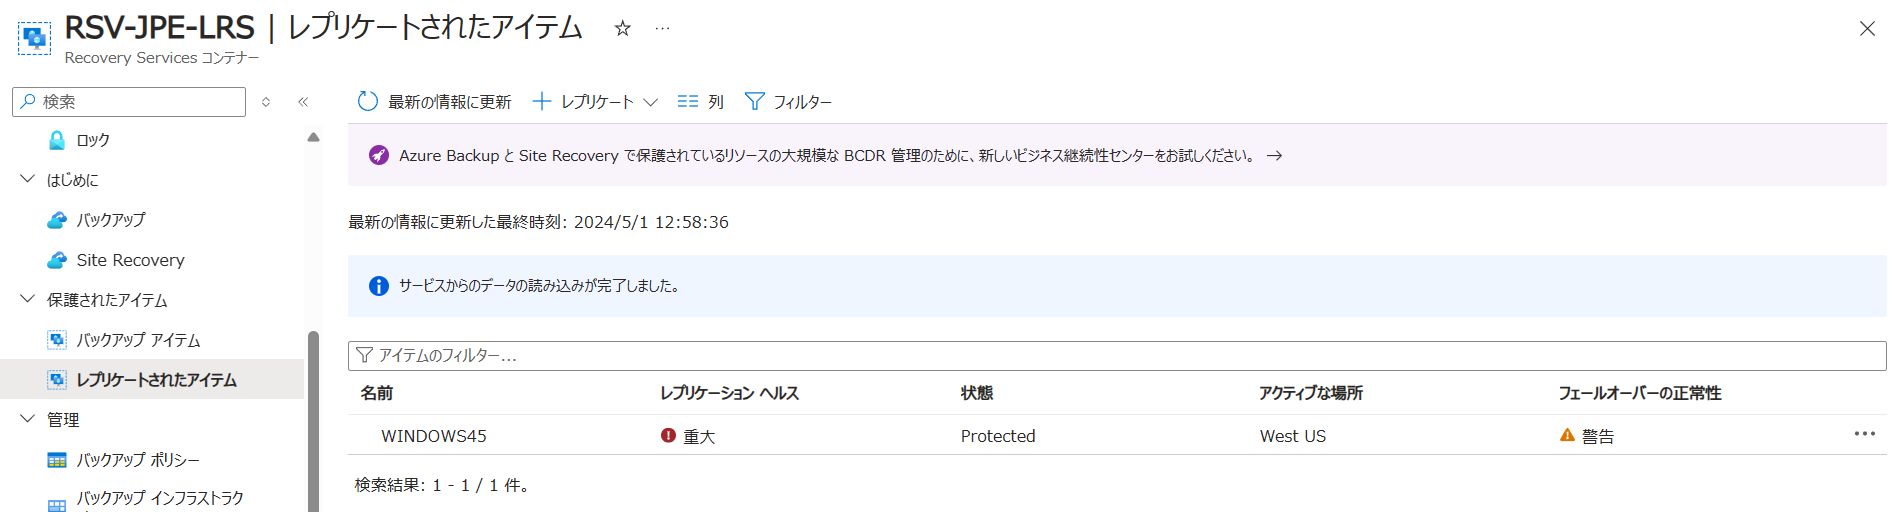 RSV-JPE-LRS | レプリケートされたアイテム
Recovery Services コンテナー
検索
ロック
はじめに
バックアップ
Site Recovery
保護されたアイテム
バックアップ アイテム
レプリケートされたアイテム
管理
バックアップ ポリシー
バックアップ インフラストラク
最新の情報に更新 レプリケート 列 フィルター
Azure Backup と Site Recovery で保護されているリソースの大規模な BCDR 管理のために、新しいビジネス継続性センターをお試しください。 →
最新の情報に更新した最終時刻: 2024/5/1 12:58:36
サービスからのデータの読み込みが完了しました。
アイテムのフィルター...
名前 レプリケーション ヘルス 状態 アクティブな場所 フェールオーバーの正常性
WINDOWS45 重大 Protected West US 警告
検索結果: 1 - 1 / 1 件。